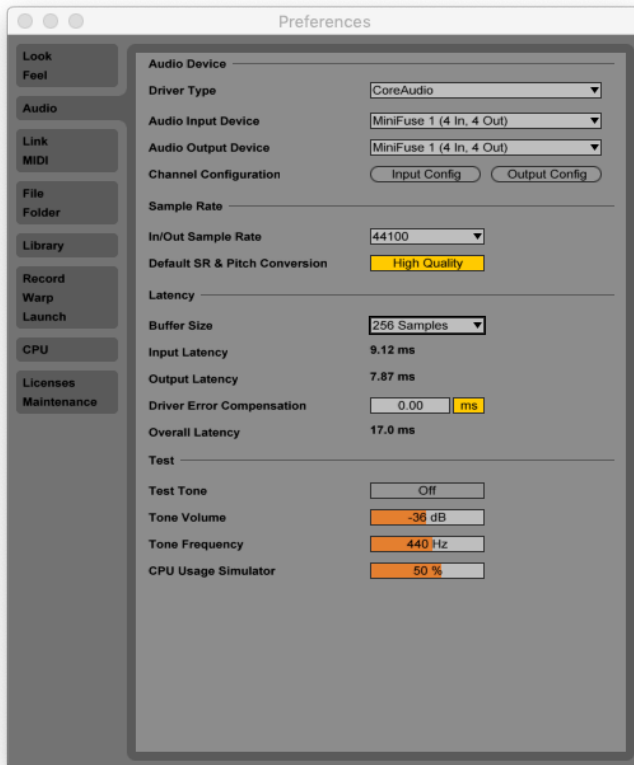 Preferences
Look
Feel
Audio
Link
MIDI
File
Folder
Library
Record
Warp
Launch
CPU
Licenses
Maintenance
Audio Device
Driver Type CoreAudio
Audio Input Device MiniFuse 1 (4 In, 4 Out)
Audio Output Device MiniFuse 1 (4 In, 4 Out)
Channel Configuration Input Config Output Config
Sample Rate
In/Out Sample Rate 44100
Default SR & Pitch Conversion High Quality
Latency
Buffer Size 256 Samples
Input Latency 9.12 ms
Output Latency 7.87 ms
Driver Error Compensation 0.00 ms
Overall Latency 17.0 ms
Test
Test Tone Off
Tone Volume -36 dB
Tone Frequency 440 Hz
CPU Usage Simulator 50 %